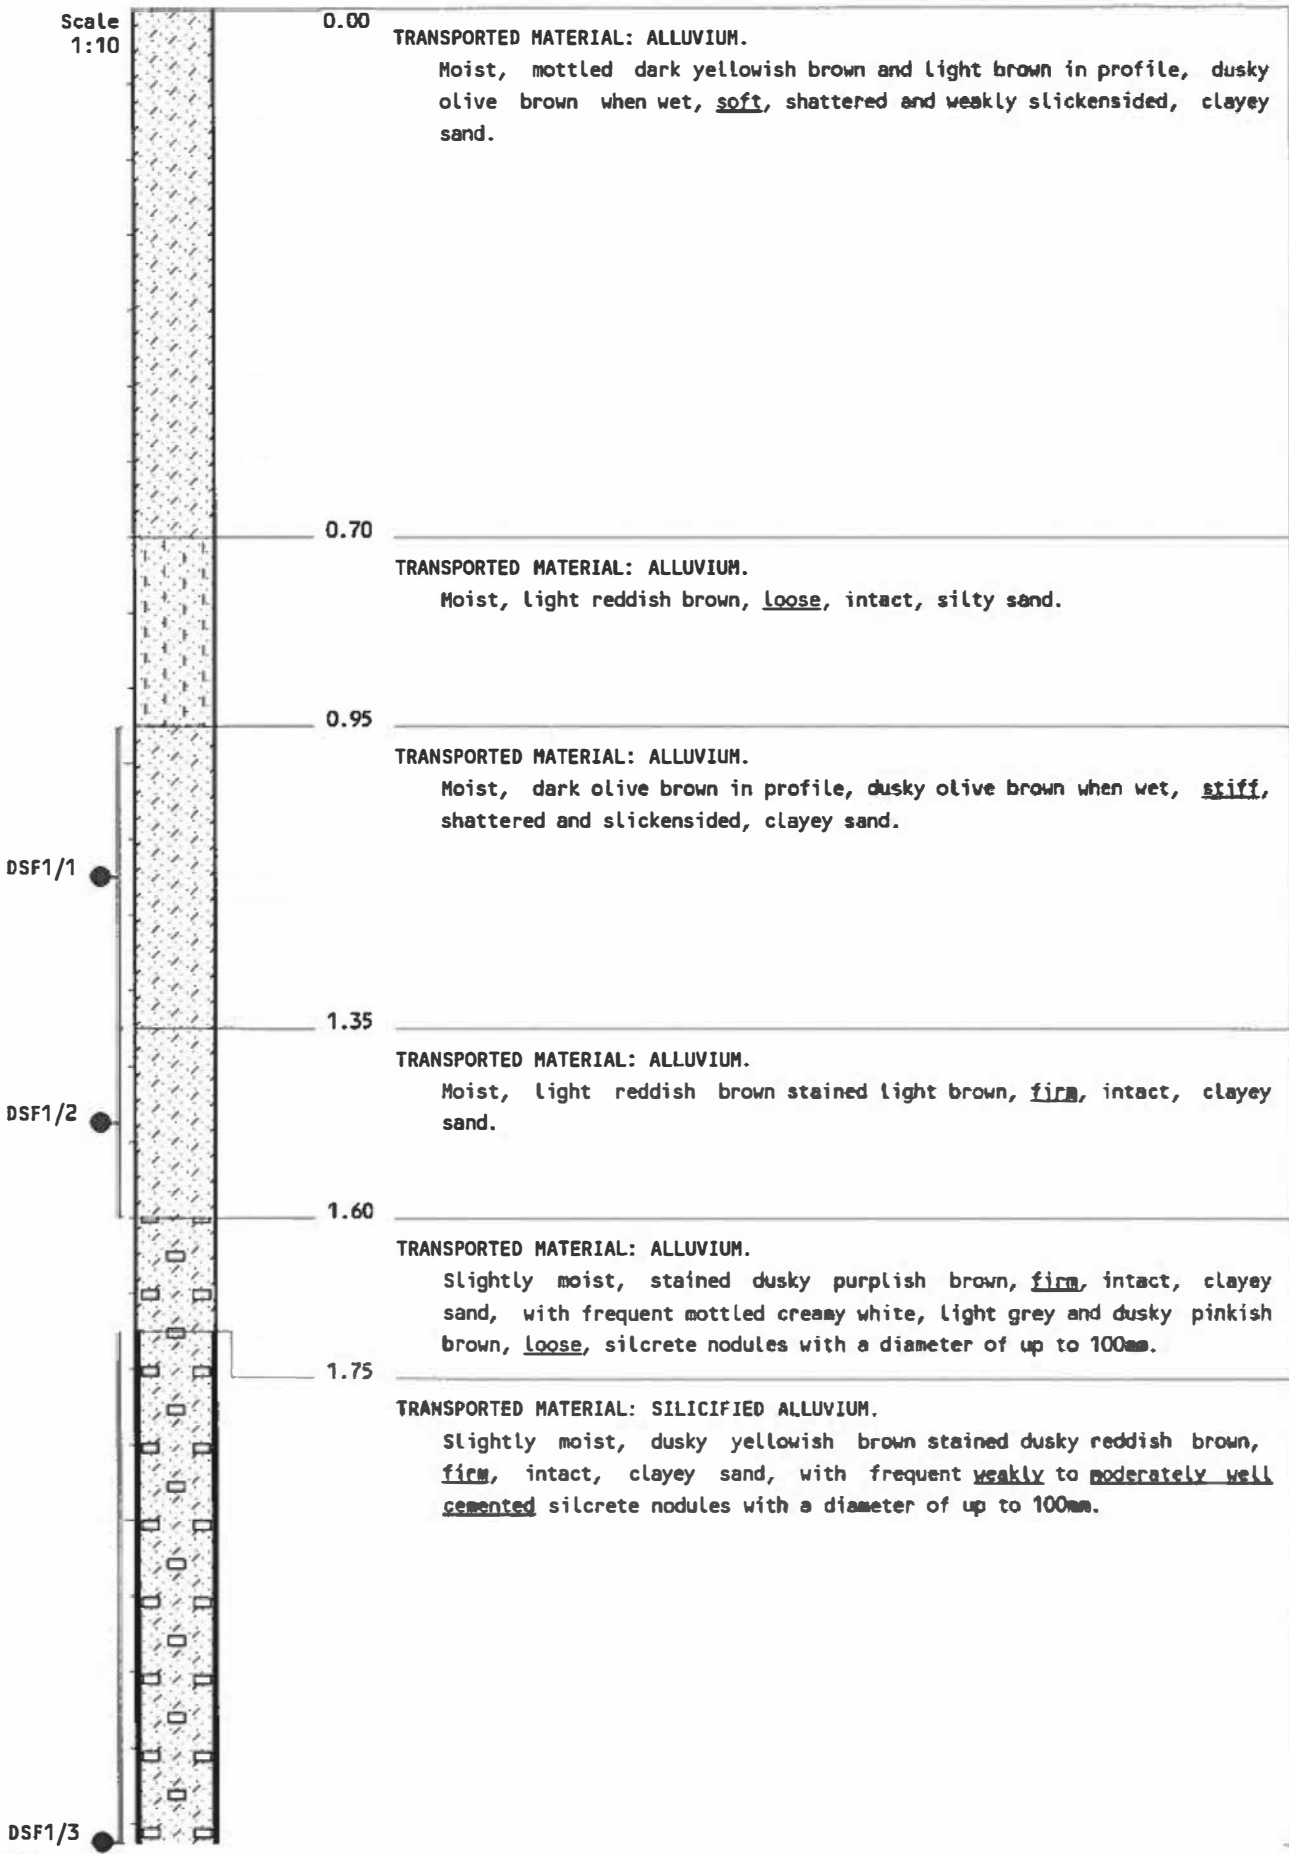 Scale
1:10
0.00
TRANSPORTED MATERIAL: ALLUVIUM.
Moist, mottled dark yellowish brown and light brown in profile, dusky
olive brown when wet, soft, shattered and weakly slickensided, clayey
sand.
0.70
TRANSPORTED MATERIAL: ALLUVIUM.
Moist, light reddish brown, loose, intact, silty sand.
0.95
TRANSPORTED MATERIAL: ALLUVIUM.
Moist, dark olive brown in profile, dusky olive brown when wet, stiff,
shattered and slickensided, clayey sand.
DSF1/1
1.35
TRANSPORTED MATERIAL: ALLUVIUM.
Moist, light reddish brown stained light brown, firm, intact, clayey
sand.
DSF1/2
1.60
TRANSPORTED MATERIAL: ALLUVIUM.
Slightly moist, stained dusky purplish brown, firm, intact, clayey
sand, with frequent mottled creamy white, light grey and dusky pinkish
brown, loose, silcrete nodules with a diameter of up to 100mm.
1.75
TRANSPORTED MATERIAL: SILICIFIED ALLUVIUM.
Slightly moist, dusky yellowish brown stained dusky reddish brown,
firm, intact, clayey sand, with frequent weakly to moderately well
cemented silcrete nodules with a diameter of up to 100mm.
DSF1/3